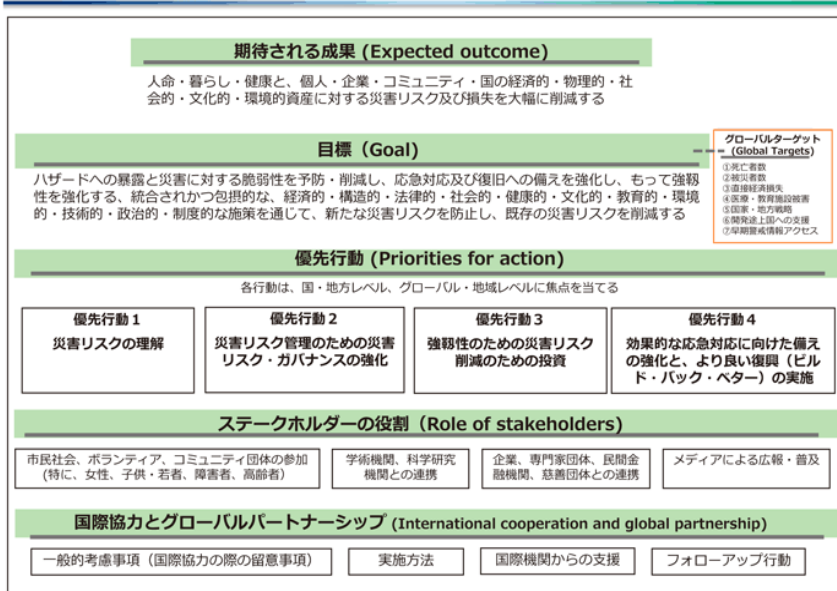 期待される成果 (Expected outcome)
人命・暮らし・健康と、個人・企業・コミュニティ・国の経済的・物理的・社
会的・文化的・環境的資産に対する災害リスク及び損失を大幅に削減する
目標（Goal)
ハザードへの暴露と災害に対する脆弱性を予防・削減し、応急対応及び復旧への備えを強化し、もって強靱
性を強化する、統合されかつ包摂的な、経済的・構造的・法律的・社会的・健康的・文化的・教育的・環境
的・技術的・政治的・制度的な施策を通じて、新たな災害リスクを防止し、既存の災害リスクを削減する
グローバルターゲット
(Global Targets)
①死亡者数
②被災者数
③直接経済損失
④医療・教育施設被害
⑤国家・地方戦略
⑥開発途上国への支援
⑦早期警戒情報アクセス
優先行動 (Priorities for action)
各行動は、国・地方レベル、グローバル・地域レベルに焦点を当てる
優先行動１
災害リスクの理解
優先行動２
災害リスク管理のための災害
リスク・ガバナンスの強化
優先行動３
強靱性のための災害リスク
削減のための投資
優先行動４
効果的な応急対応に向けた備え
の強化と、より良い復興（ビル
ド・バック・ベター）の実施
ステークホルダーの役割（Role of stakeholders)
市民社会、ボランティア、コミュニティ団体の参加
(特に、女性、子供・若者、障害者、高齢者）
学術機関、科学研究
機関との連携
企業、専門家団体、民間金
融機関、慈善団体との連携
メディアによる広報・普及
国際協力とグローバルパートナーシップ (International cooperation and global partnership)
一般的考慮事項（国際協力の際の留意事項）
実施方法
国際機関からの支援
フォローアップ行動